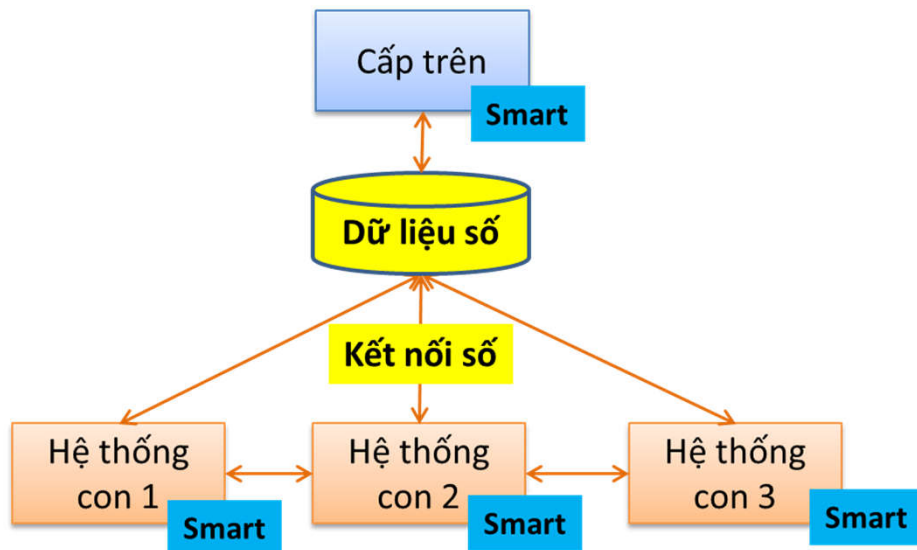 Cấp trên
Smart
Dữ liệu số
Kết nối số
Hệ thống
con 1
Smart
Hệ thống
con 2
Smart
Hệ thống
con 3
Smart